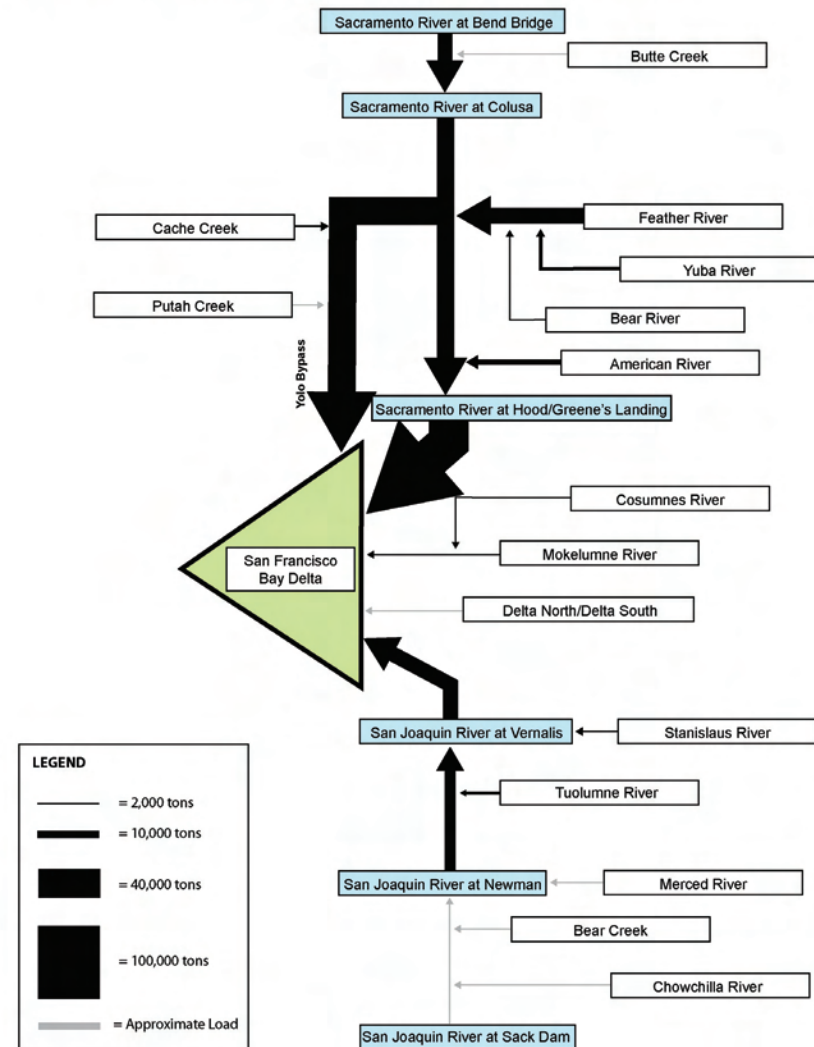 Sacramento River at Bend Bridge
Butte Creek
Sacramento River at Colusa
Feather River
Cache Creek
Yuba River
Putah Creek
Bear River
American River
Yolo Bypass
Sacramento River at Hood/Greene's Landing
Cosumnes River
San Francisco
Bay Delta
Mokelumne River
Delta North/Delta South
San Joaquin River at Vernalis
Stanislaus River
Tuolumne River
San Joaquin River at Newman
Merced River
Bear Creek
Chowchilla River
San Joaquin River at Sack Dam
LEGEND
= 2,000 tons
= 10,000 tons
= 40,000 tons
= 100,000 tons
= Approximate Load